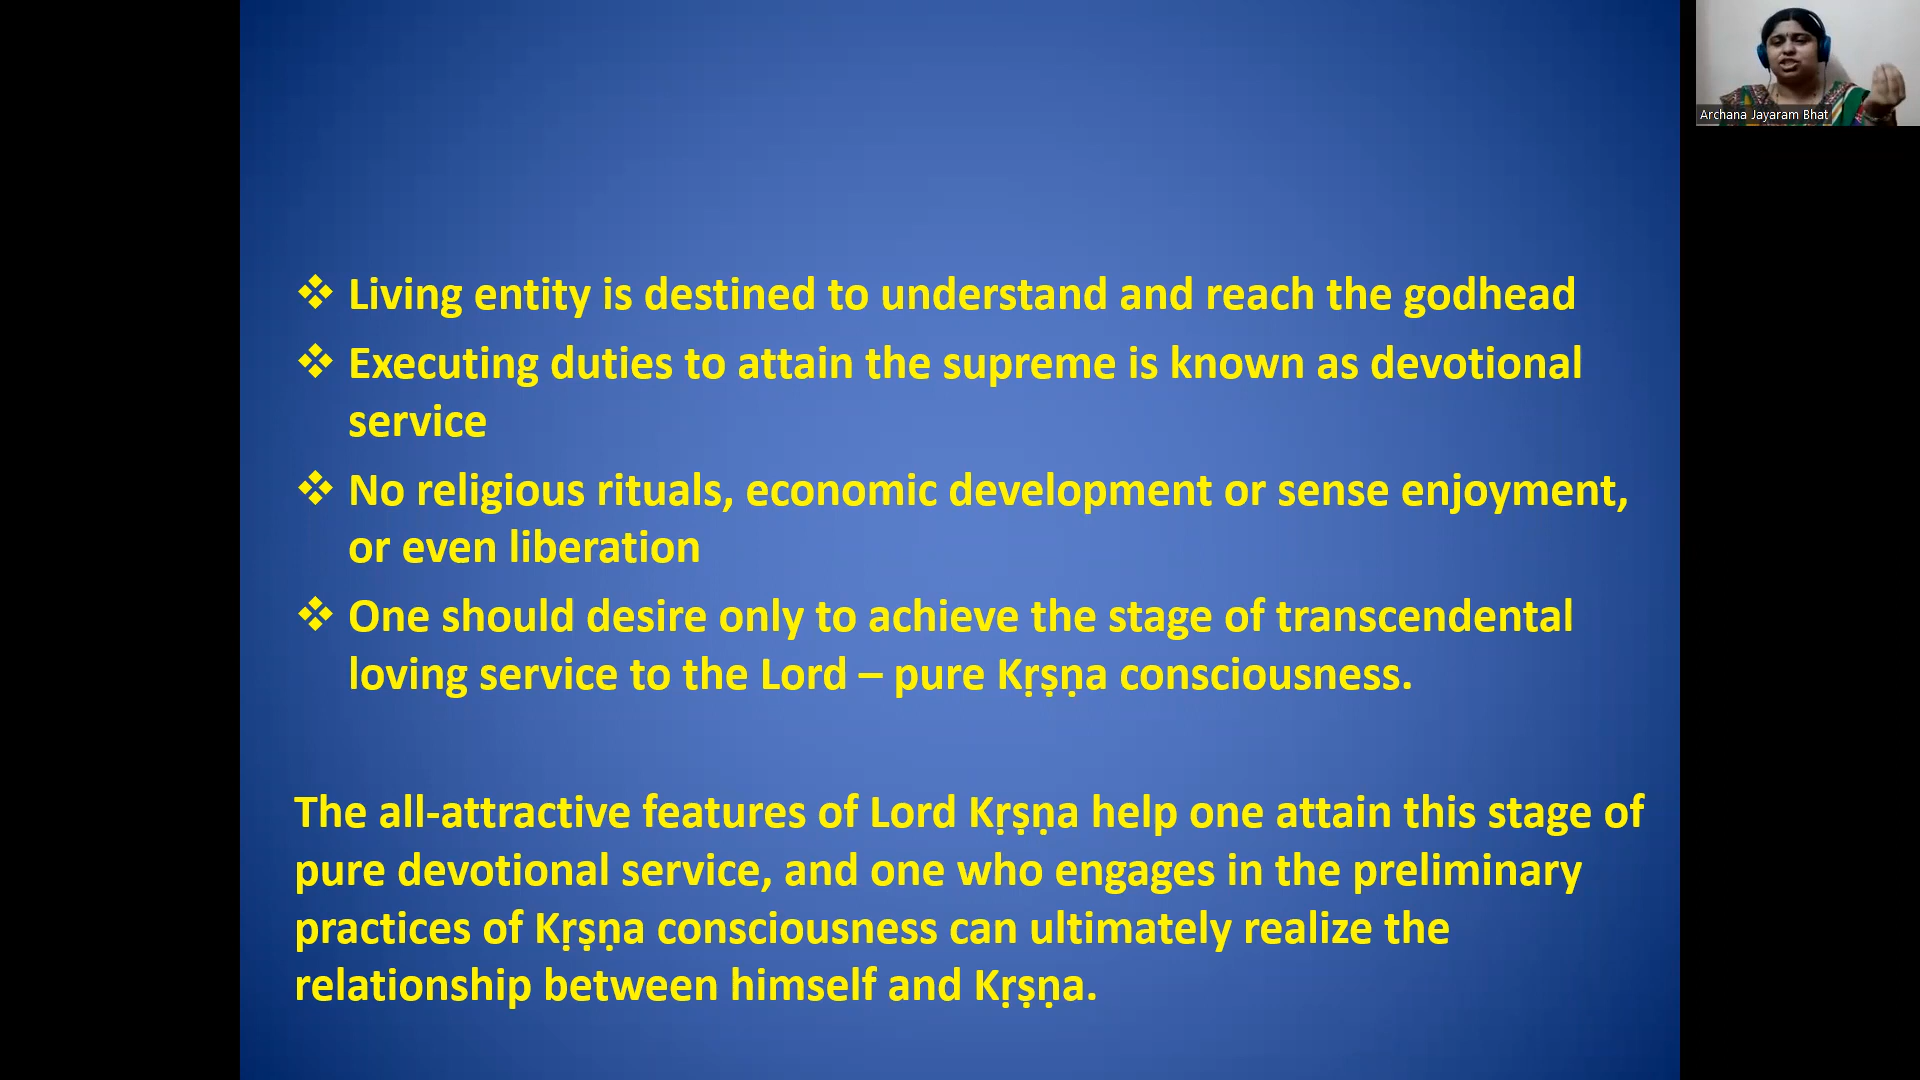 Archana Jayaram Bhat
❖ Living entity is destined to understand and reach the godhead
❖ Executing duties to attain the supreme is known as devotional
service
❖ No religious rituals, economic development or sense enjoyment,
or even liberation
❖ One should desire only to achieve the stage of transcendental
loving service to the Lord – pure Kṛṣṇa consciousness.
The all-attractive features of Lord Kṛṣṇa help one attain this stage of
pure devotional service, and one who engages in the preliminary
practices of Kṛṣṇa consciousness can ultimately realize the
relationship between himself and Kṛṣṇa.